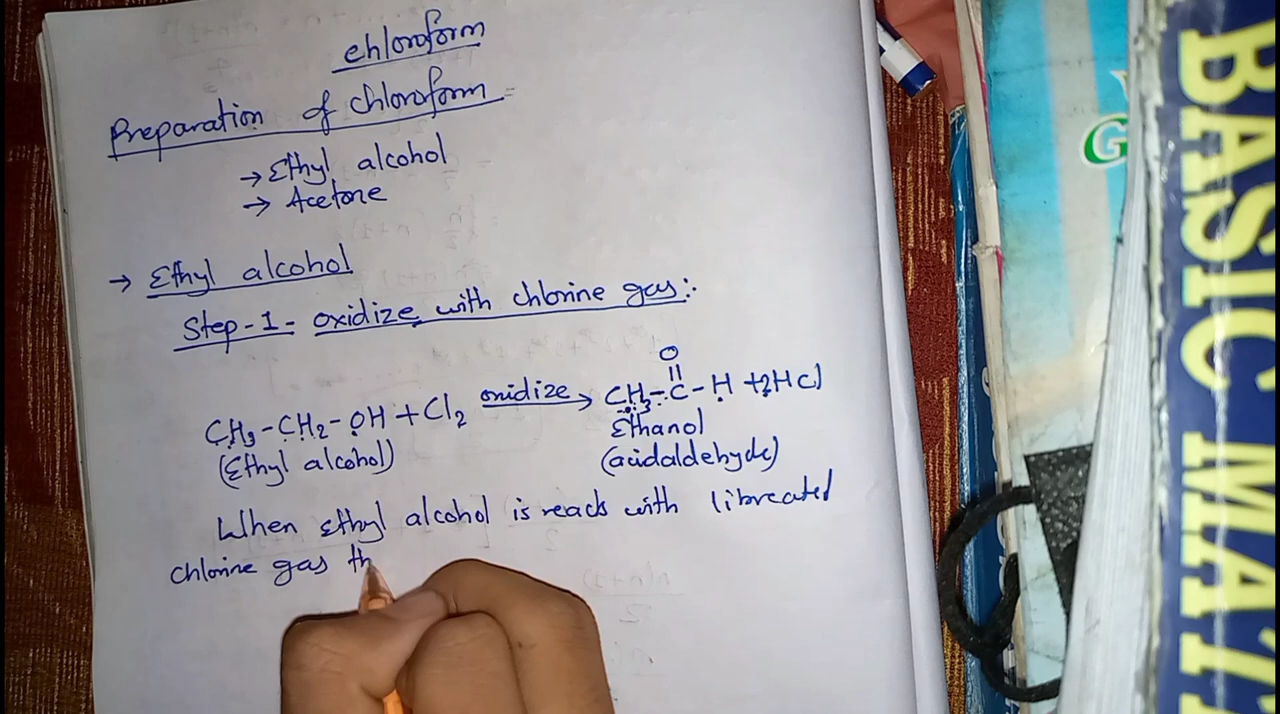 chloroform
Preparation of chloroform =
→ Ethyl alcohol
→ Acetone
→ Ethyl alcohol
Step-1- oxidize with chlorine gas:-
O
||
CH3-CH2-OH + Cl2 oxidize→ CH3-C-H + 2HCl
(Ethyl alcohol) Ethanol
(acidaldehyde)
When Ethyl alcohol is reacts with libreated
chlorine gas th
BASIC MAT
G